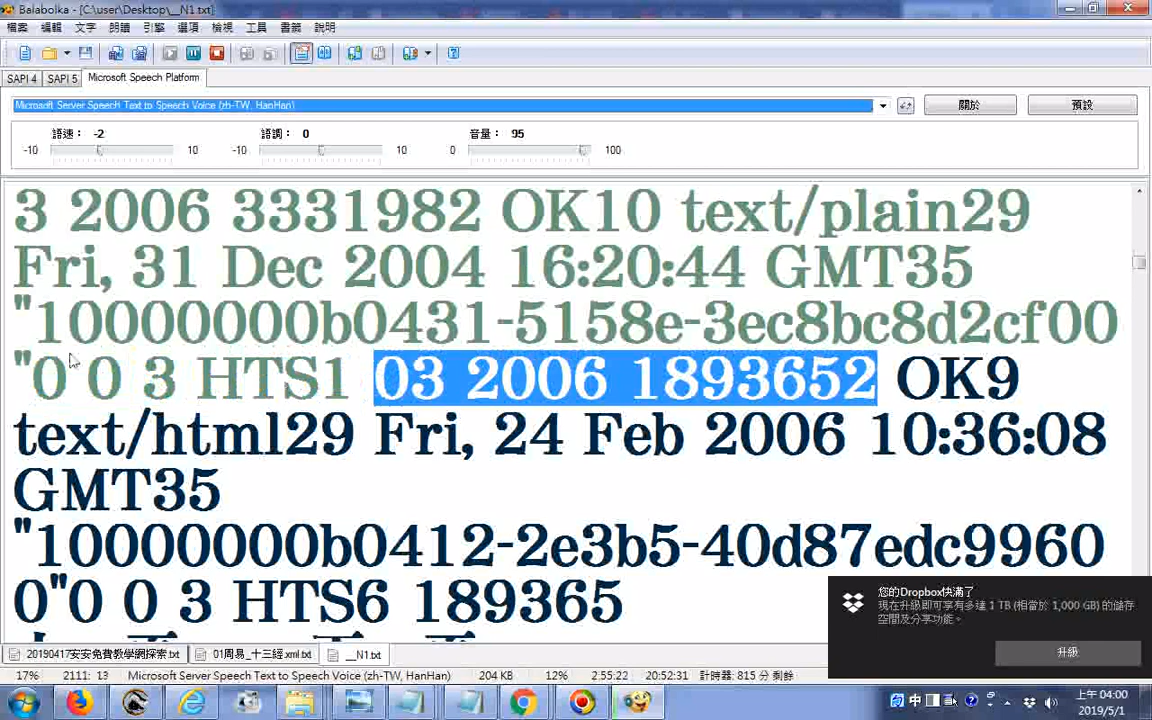 Balabolka - [C:\user\Desktop\__N1.txt]
檔案 編輯 文字 朗讀 引擎 選項 檢視 工具 書籤 說明
SAPI 4 SAPI 5 Microsoft Speech Platform
Microsoft Server Speech Text to Speech Voice (zh-TW, HanHan)
關於 預設
語速： -2 語調： 0 音量： 95
-10 10 -10 10 0 100
3 2006 3331982 OK10 text/plain29
Fri, 31 Dec 2004 16:20:44 GMT35
"10000000b0431-5158e-3ec8bc8d2cf00
"0 0 3 HTS1 03 2006 1893652 OK9
text/html29 Fri, 24 Feb 2006 10:36:08
GMT35
"10000000b0412-2e3b5-40d87edc9960
0"0 0 3 HTS6 189365
您的Dropbox快滿了
現在升級即可享有多達 1 TB (相當於 1,000 GB) 的儲存
空間及分享功能。
升級
20190417安安免費教學網探索.txt 01周易_十三經.xml.txt __N1.txt
17% 2111: 13 Microsoft Server Speech Text to Speech Voice (zh-TW, HanHan) 204 KB 12% 2:55:22 20:52:31 計時器: 815 分 剩餘
中
上午 04:00
2019/5/1